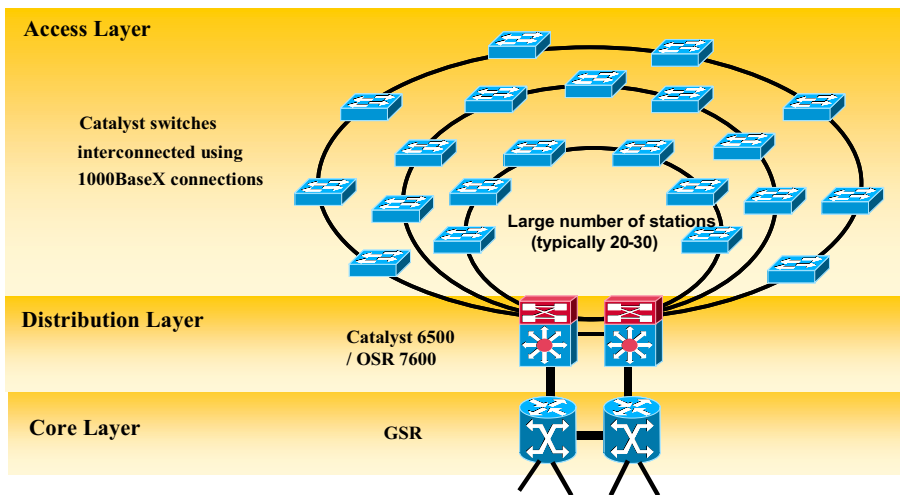 Access Layer
Catalyst switches
interconnected using
1000BaseX connections
Large number of stations
(typically 20-30)
Distribution Layer
Catalyst 6500
/ OSR 7600
Core Layer
GSR